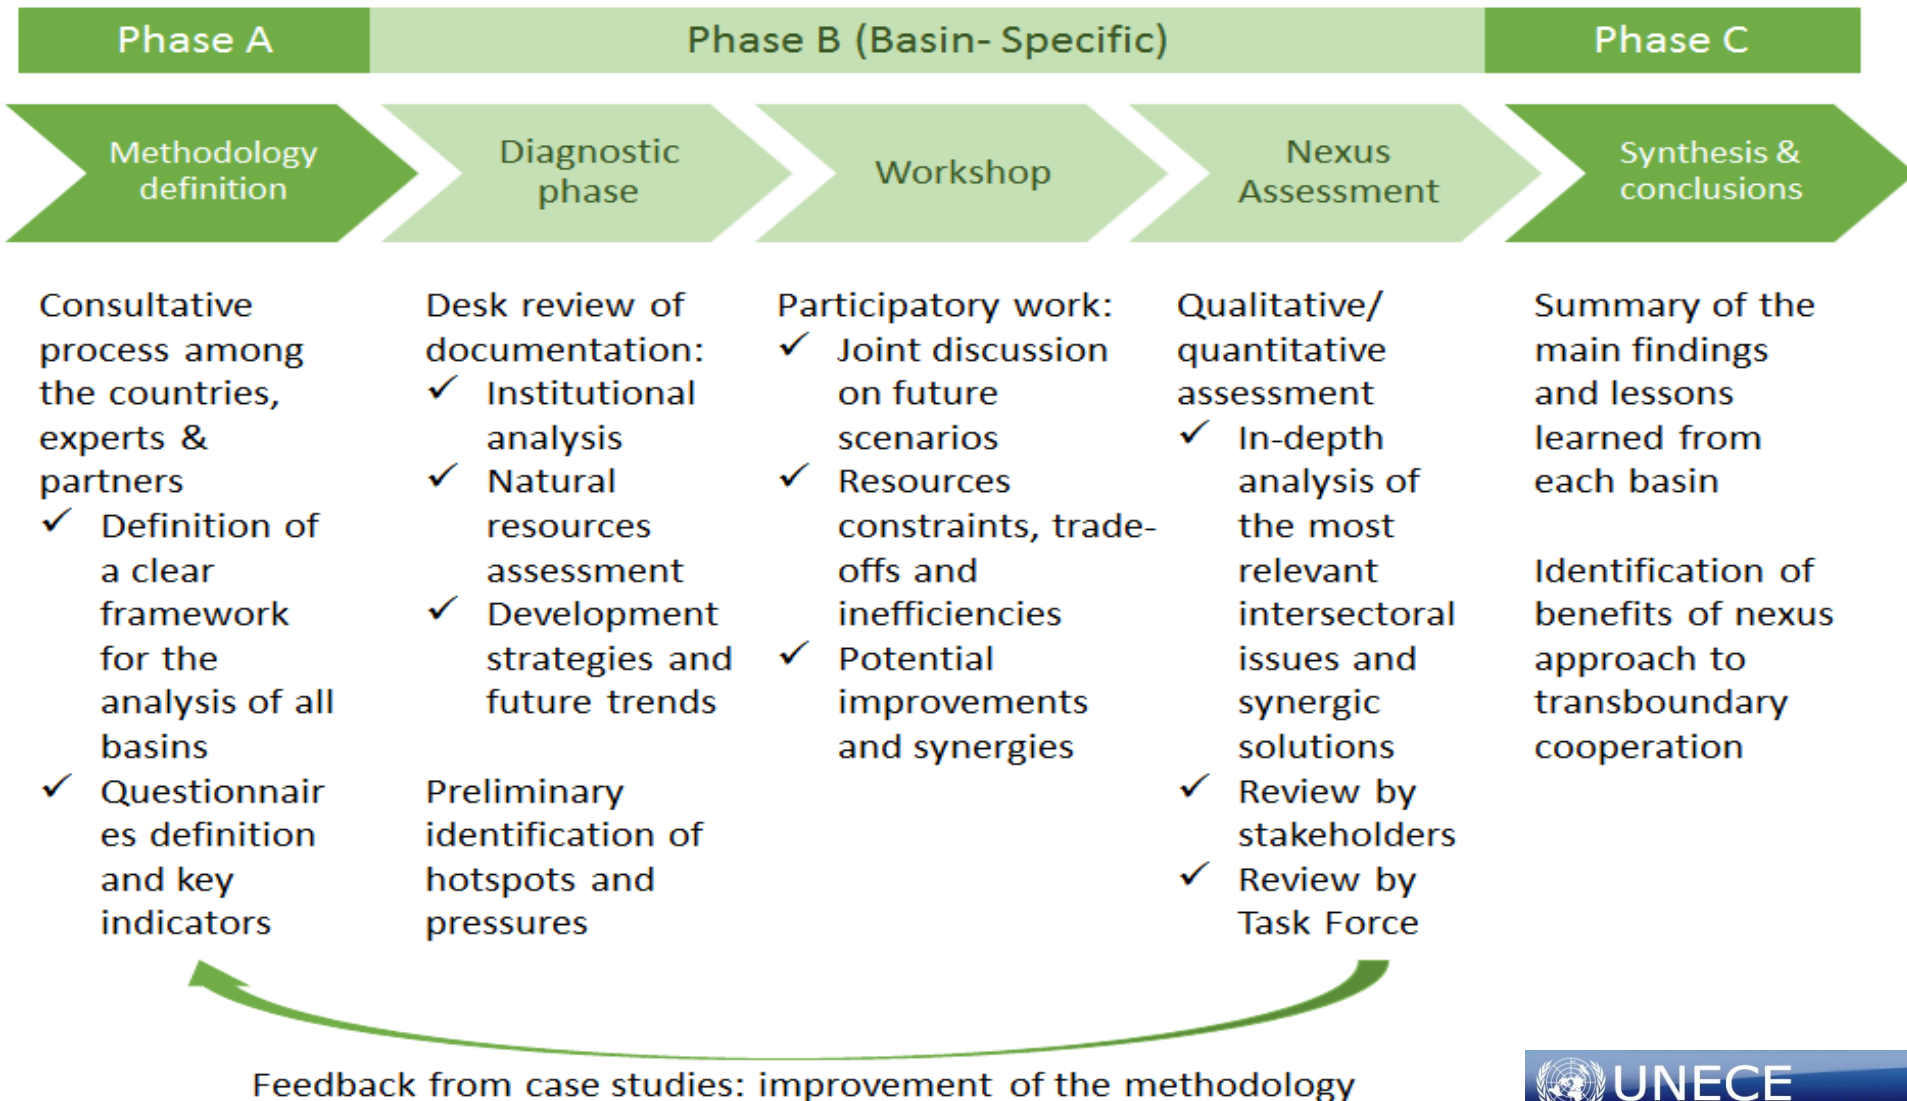 Phase A
Phase B (Basin- Specific)
Phase C
Methodology
definition
Diagnostic
phase
Workshop
Nexus
Assessment
Synthesis &
conclusions
Consultative
process among
the countries,
experts &
partners
✓ Definition of
a clear
framework
for the
analysis of all
basins
✓ Questionnair
es definition
and key
indicators
Desk review of
documentation:
✓ Institutional
analysis
✓ Natural
resources
assessment
✓ Development
strategies and
future trends
Preliminary
identification of
hotspots and
pressures
Participatory work:
✓ Joint discussion
on future
scenarios
✓ Resources
constraints, trade-
offs and
inefficiencies
✓ Potential
improvements
and synergies
Qualitative/
quantitative
assessment
✓ In-depth
analysis of
the most
relevant
intersectoral
issues and
synergic
solutions
✓ Review by
stakeholders
✓ Review by
Task Force
Summary of the
main findings
and lessons
learned from
each basin
Identification of
benefits of nexus
approach to
transboundary
cooperation
Feedback from case studies: improvement of the methodology
UNECE